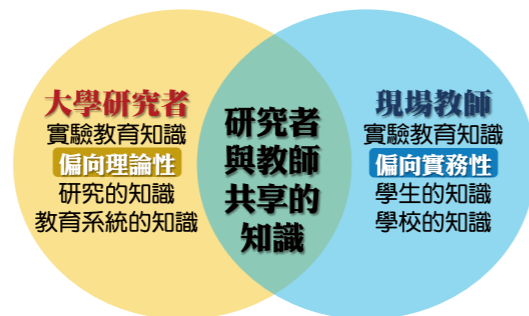 大學研究者
實驗教育知識
偏向理論性
研究的知識
教育系統的知識
研究者
與教師
共享的
知識
現場教師
實驗教育知識
偏向實務性
學生的知識
學校的知識